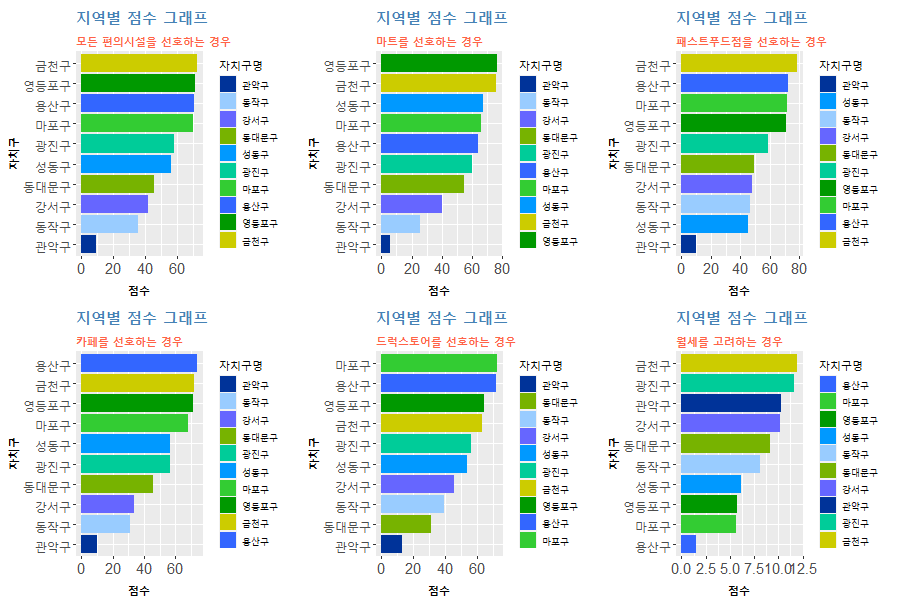 지역별 점수 그래프
모든 편의시설을 선호하는 경우
자치구
금천구
영등포구
용산구
마포구
광진구
성동구
동대문구
강서구
동작구
관악구
0 20 40 60
점수
자치구명
관악구
동작구
강서구
동대문구
성동구
광진구
마포구
용산구
영등포구
금천구
지역별 점수 그래프
마트를 선호하는 경우
자치구
영등포구
금천구
성동구
마포구
용산구
광진구
동대문구
강서구
동작구
관악구
0 20 40 60 80
점수
자치구명
관악구
동작구
강서구
동대문구
광진구
용산구
마포구
성동구
금천구
영등포구
지역별 점수 그래프
패스트푸드점을 선호하는 경우
자치구
금천구
용산구
마포구
영등포구
광진구
동대문구
강서구
동작구
성동구
관악구
0 20 40 60 80
점수
자치구명
관악구
성동구
동작구
강서구
동대문구
광진구
영등포구
마포구
용산구
금천구
지역별 점수 그래프
카페를 선호하는 경우
자치구
용산구
금천구
영등포구
마포구
성동구
광진구
동대문구
강서구
동작구
관악구
0 20 40 60
점수
자치구명
관악구
동작구
강서구
동대문구
광진구
성동구
마포구
영등포구
금천구
용산구
지역별 점수 그래프
드럭스토어를 선호하는 경우
자치구
마포구
용산구
영등포구
금천구
광진구
성동구
강서구
동작구
동대문구
관악구
0 20 40 60
점수
자치구명
관악구
동대문구
동작구
강서구
성동구
광진구
금천구
영등포구
용산구
마포구
지역별 점수 그래프
월세를 고려하는 경우
자치구
금천구
광진구
관악구
강서구
동대문구
동작구
성동구
영등포구
마포구
용산구
0.0 2.5 5.0 7.5 10.0 12.5
점수
자치구명
용산구
마포구
영등포구
성동구
동작구
동대문구
강서구
관악구
광진구
금천구